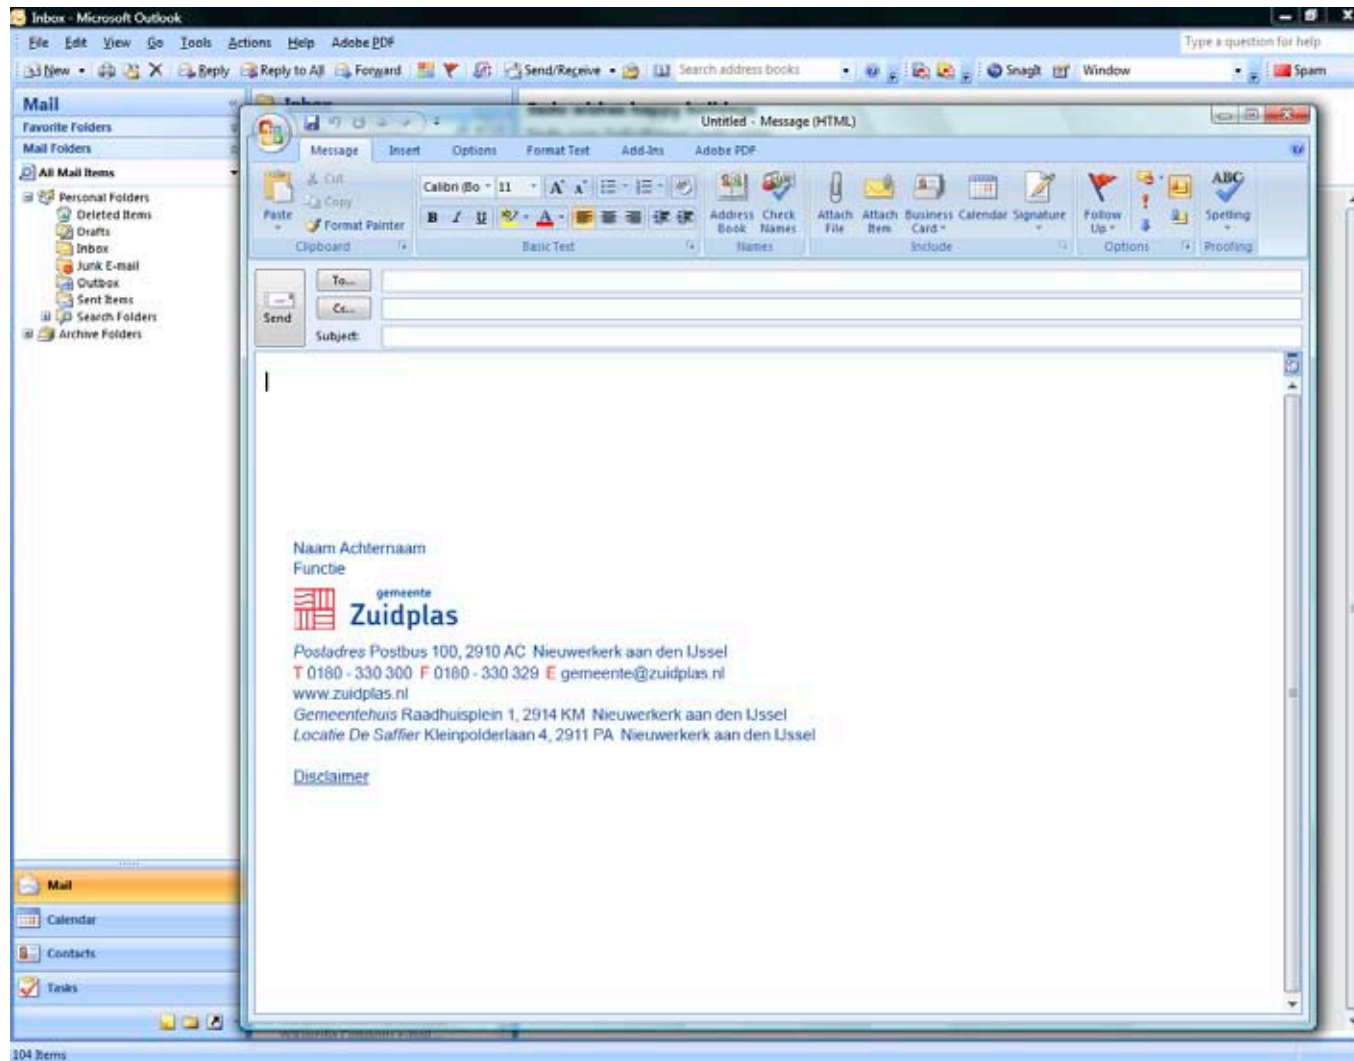 Inbox - Microsoft Outlook
File Edit View Go Tools Actions Help Adobe PDF
Type a question for help
New Reply Reply to All Forward Send/Receive Search address books SnagIt Window Spam
Mail
Favorite Folders
Mail Folders
All Mail Items
Personal Folders
Deleted Items
Drafts
Inbox
Junk E-mail
Outbox
Sent Items
Search Folders
Archive Folders
Mail
Calendar
Contacts
Tasks
104 Items
Inbox
Untitled - Message (HTML)
Message Insert Options Format Text Add-Ins Adobe PDF
Paste
Cut
Copy
Format Painter
Clipboard
Calibri (Bo 11
B I U
Basic Text
Address Book Check Names
Names
Attach File Attach Item Business Card Calendar Signature
Include
Follow Up
Options
ABC
Spelling
Proofing
Send
To...
Cc...
Subject:
Naam Achternaam
Functie
gemeente
Zuidplas
Postadres Postbus 100, 2910 AC Nieuwerkerk aan den IJssel
T 0180 - 330 300 F 0180 - 330 329 E gemeente@zuidplas.nl
www.zuidplas.nl
Gemeentehuis Raadhuisplein 1, 2914 KM Nieuwerkerk aan den IJssel
Locatie De Saffier Kleinpolderlaan 4, 2911 PA Nieuwerkerk aan den IJssel
Disclaimer